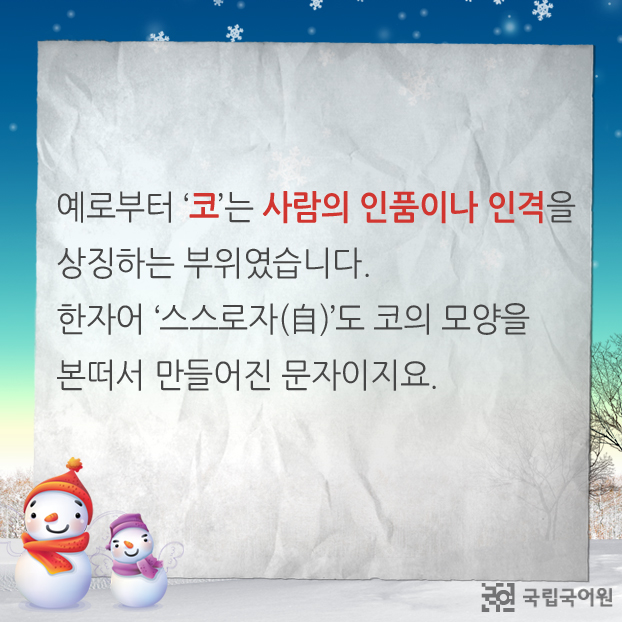 예로부터 ‘코’는 사람의 인품이나 인격을
상징하는 부위였습니다.
한자어 ‘스스로자(自)’도 코의 모양을
본떠서 만들어진 문자이지요.
국립국어원